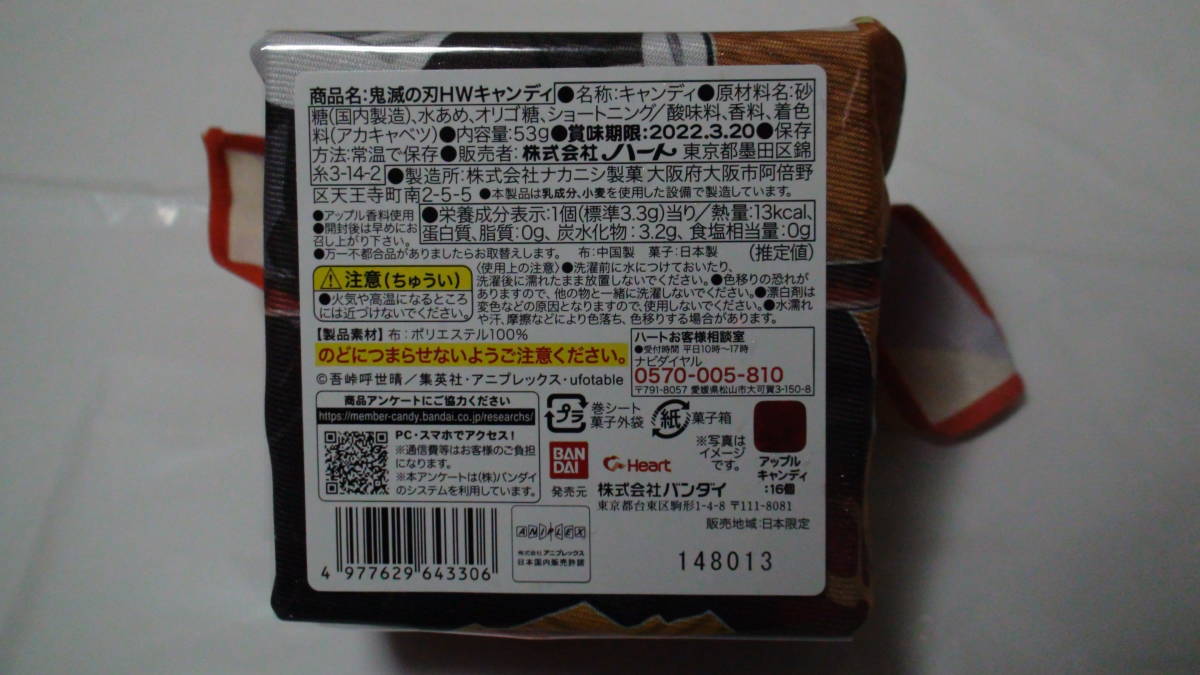 商品名:鬼滅の刃HWキャンディ●名称:キャンディ●原材料名:砂
糖(国内製造)、水あめ、オリゴ糖、ショートニング/酸味料、香料、着色
料(アカキャベツ)●内容量:53g●賞味期限:2022.3.20●保存
方法:常温で保存●販売者:株式会社ハート 東京都墨田区錦
糸3-14-2●製造所:株式会社ナカニシ製菓 大阪府大阪市阿倍野
区天王寺町南2-5-5 ●本製品は乳成分、小麦を使用した設備で製造しています。
●アップル香料使用
●開封後は早めにお
召し上がり下さい。
●栄養成分表示:1個(標準3.3g)当り/熱量:13kcal、
蛋白質、脂質:0g、炭水化物:3.2g、食塩相当量:0g
●万一不都合品がありましたらお取替えします。 布:中国製 菓子:日本製 (推定値)
注意(ちゅうい)
●火気や高温になるところ
には近づけないでください。
〈使用上の注意〉●洗濯前に水につけておいたり、
洗濯後に濡れたまま放置しないでください。●色移りの恐れが
ありますので、他の物と一緒に洗濯しないでください。●漂白剤は
変色などの原因となりますので、使用しないでください。●水濡れ
や汗、摩擦などにより色落ち、色移りする場合があります。
【製品素材】布:ポリエステル100%
のどにつまらせないようご注意ください。
©吾峠呼世晴/集英社・アニプレックス・ufotable
ハートお客様相談室
●受付時間 平日10時〜17時
ナビダイヤル
0570-005-810
〒791-8057 愛媛県松山市大可賀3-150-8
商品アンケートにご協力ください
https://member-candy.bandai.co.jp/researchs/
PC・スマホでアクセス!
※通信費等はお客様のご負担
になります。
※本アンケートは(株)バンダイ
のシステムを利用しています。
プラ
巻シート
菓子外袋
紙
菓子箱
※写真は
イメージ
です。
アップル
キャンディ
:16個
BAN
DAI
Heart
発売元
株式会社バンダイ
東京都台東区駒形1-4-8 〒111-8081
販売地域:日本限定
ANIPLEX
株式会社 アニプレックス
日本国内販売許諾
4 977629 643306
148013